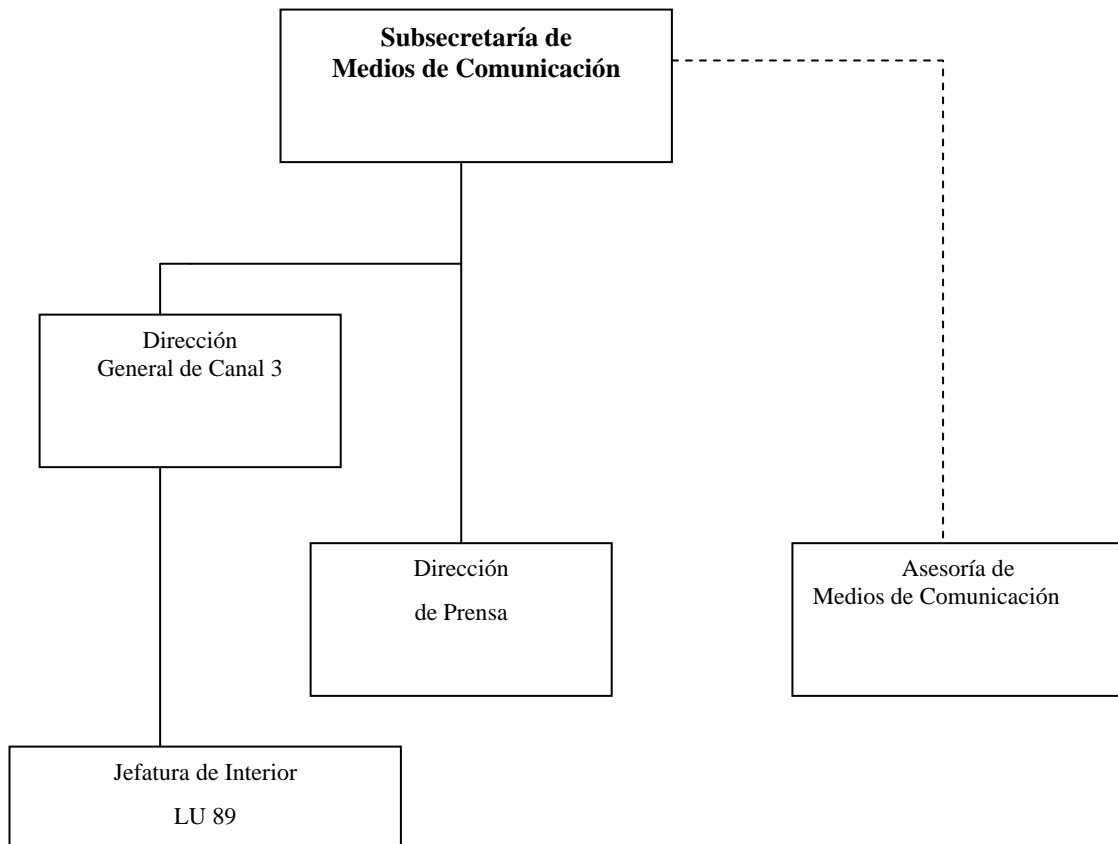 Subsecretaría de
Medios de Comunicación
Dirección
General de Canal 3
Dirección
de Prensa
Asesoría de
Medios de Comunicación
Jefatura de Interior
LU 89